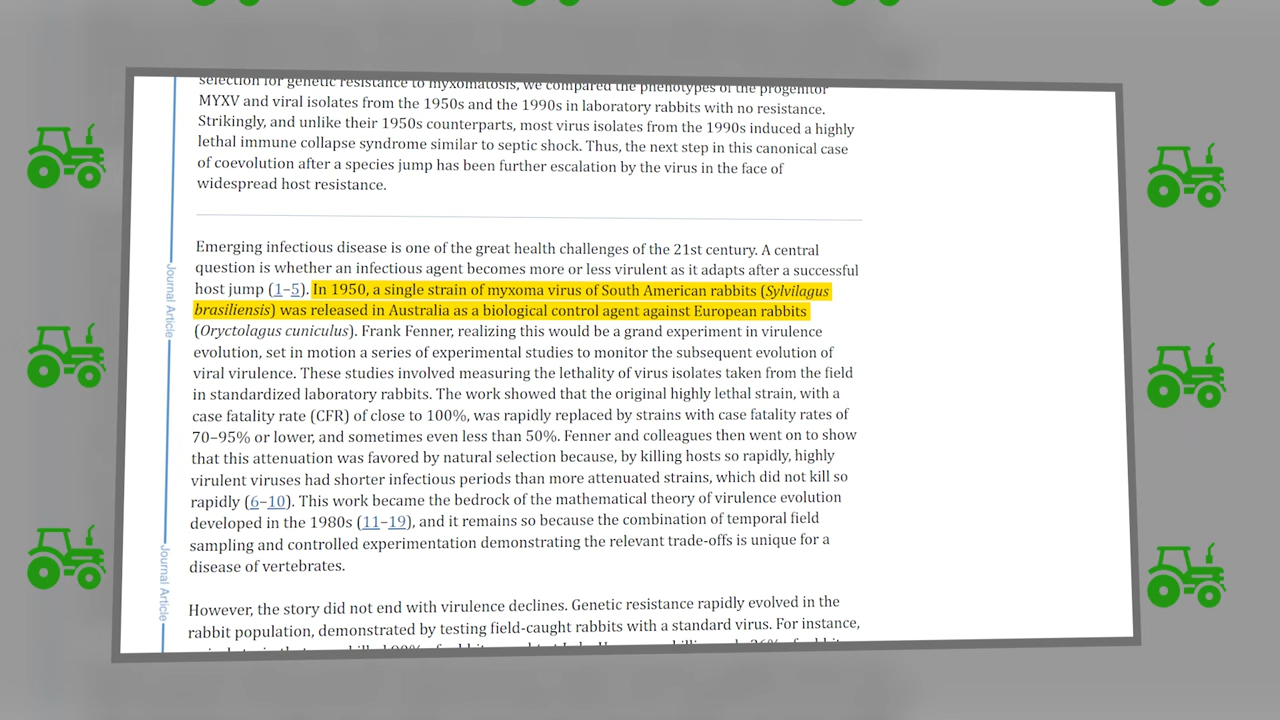 selection for genetic resistance to myxomatosis, we compared the phenotypes of the progenitor
MYXV and viral isolates from the 1950s and the 1990s in laboratory rabbits with no resistance.
Strikingly, and unlike their 1950s counterparts, most virus isolates from the 1990s induced a highly
lethal immune collapse syndrome similar to septic shock. Thus, the next step in this canonical case
of coevolution after a species jump has been further escalation by the virus in the face of
widespread host resistance.
Emerging infectious disease is one of the great health challenges of the 21st century. A central
question is whether an infectious agent becomes more or less virulent as it adapts after a successful
host jump (1–5). In 1950, a single strain of myxoma virus of South American rabbits (Sylvilagus
brasiliensis) was released in Australia as a biological control agent against European rabbits
(Oryctolagus cuniculus). Frank Fenner, realizing this would be a grand experiment in virulence
evolution, set in motion a series of experimental studies to monitor the subsequent evolution of
viral virulence. These studies involved measuring the lethality of virus isolates taken from the field
in standardized laboratory rabbits. The work showed that the original highly lethal strain, with a
case fatality rate (CFR) of close to 100%, was rapidly replaced by strains with case fatality rates of
70–95% or lower, and sometimes even less than 50%. Fenner and colleagues then went on to show
that this attenuation was favored by natural selection because, by killing hosts so rapidly, highly
virulent viruses had shorter infectious periods than more attenuated strains, which did not kill so
rapidly (6–10). This work became the bedrock of the mathematical theory of virulence evolution
developed in the 1980s (11–19), and it remains so because the combination of temporal field
sampling and controlled experimentation demonstrating the relevant trade-offs is unique for a
disease of vertebrates.
However, the story did not end with virulence declines. Genetic resistance rapidly evolved in the
rabbit population, demonstrated by testing field-caught rabbits with a standard virus. For instance,
Journal Article
Journal Article